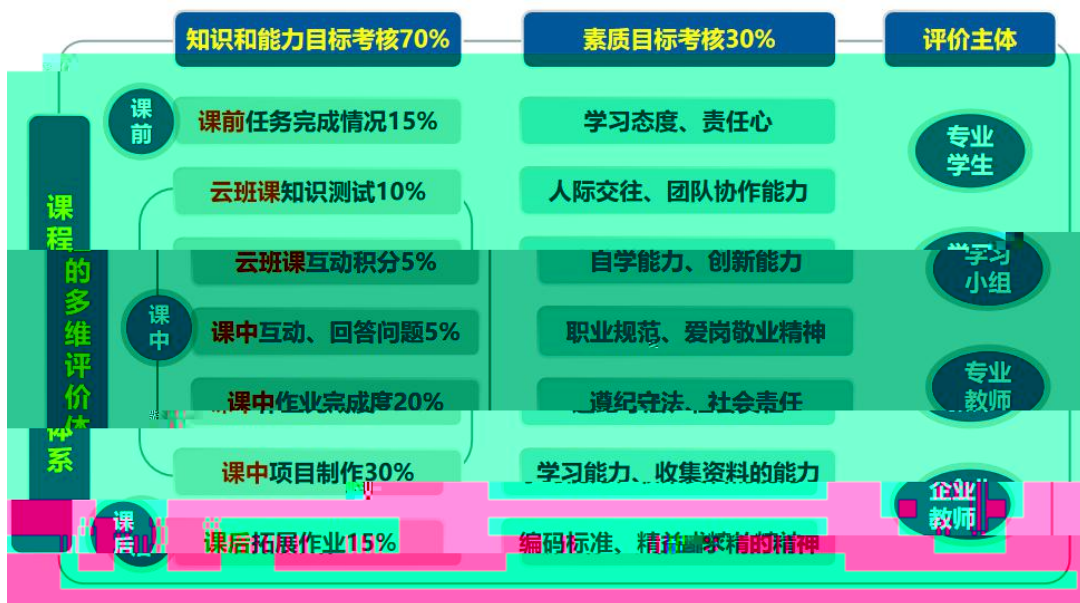 知识和能力目标考核70%
素质目标考核30%
评价主体
课程的多维评价体系
课前
课前任务完成情况15%
学习态度、责任心
专业
学生
云班课知识测试10%
人际交往、团队协作能力
云班课互动积分5%
自学能力、创新能力
学习
小组
课中
课中互动、回答问题5%
职业规范、爱岗敬业精神
课中作业完成度20%
遵纪守法、社会责任
专业
教师
课中项目制作30%
学习能力、收集资料的能力
企业
教师
课后
课后拓展作业15%
编码标准、精益求精的精神